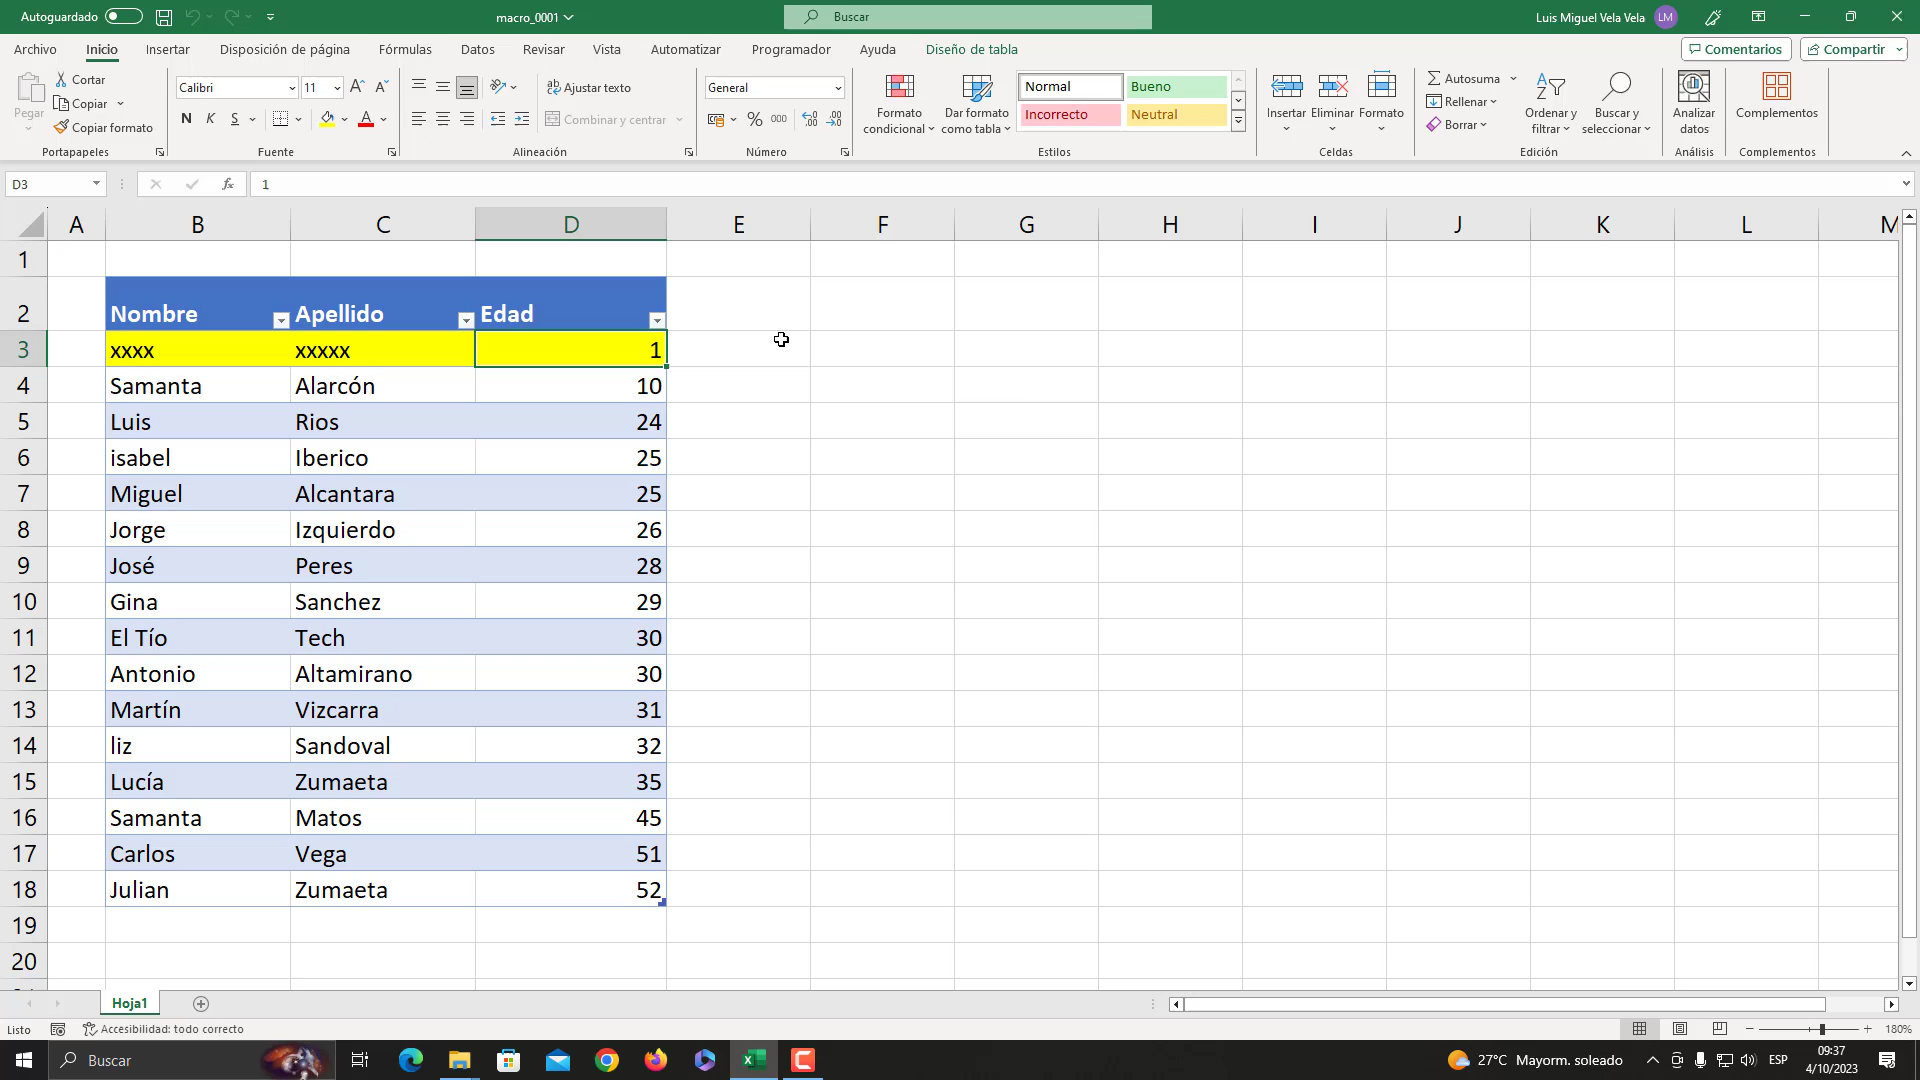 Autoguardado
macro_0001
Buscar
Luis Miguel Vela Vela LM
Archivo Inicio Insertar Disposición de página Fórmulas Datos Revisar Vista Automatizar Programador Ayuda Diseño de tabla
Comentarios Compartir
Pegar
Cortar
Copiar
Copiar formato
Portapapeles
Calibri 11
N K S
Fuente
Ajustar texto
Combinar y centrar
Alineación
General
% 000
Número
Formato condicional
Dar formato como tabla
Normal Bueno
Incorrecto Neutral
Estilos
Insertar Eliminar Formato
Celdas
Autosuma
Rellenar
Borrar
Ordenar y filtrar
Buscar y seleccionar
Edición
Analizar datos
Análisis
Complementos
Complementos
D3 fx 1
A B C D E F G H I J K L M
1
2 Nombre Apellido Edad
3 xxxx xxxxx 1
4 Samanta Alarcón 10
5 Luis Rios 24
6 isabel Iberico 25
7 Miguel Alcantara 25
8 Jorge Izquierdo 26
9 José Peres 28
10 Gina Sanchez 29
11 El Tío Tech 30
12 Antonio Altamirano 30
13 Martín Vizcarra 31
14 liz Sandoval 32
15 Lucía Zumaeta 35
16 Samanta Matos 45
17 Carlos Vega 51
18 Julian Zumaeta 52
19
20
Hoja1
Listo Accesibilidad: todo correcto 180%
Buscar 27°C Mayorm. soleado ESP 09:37
4/10/2023